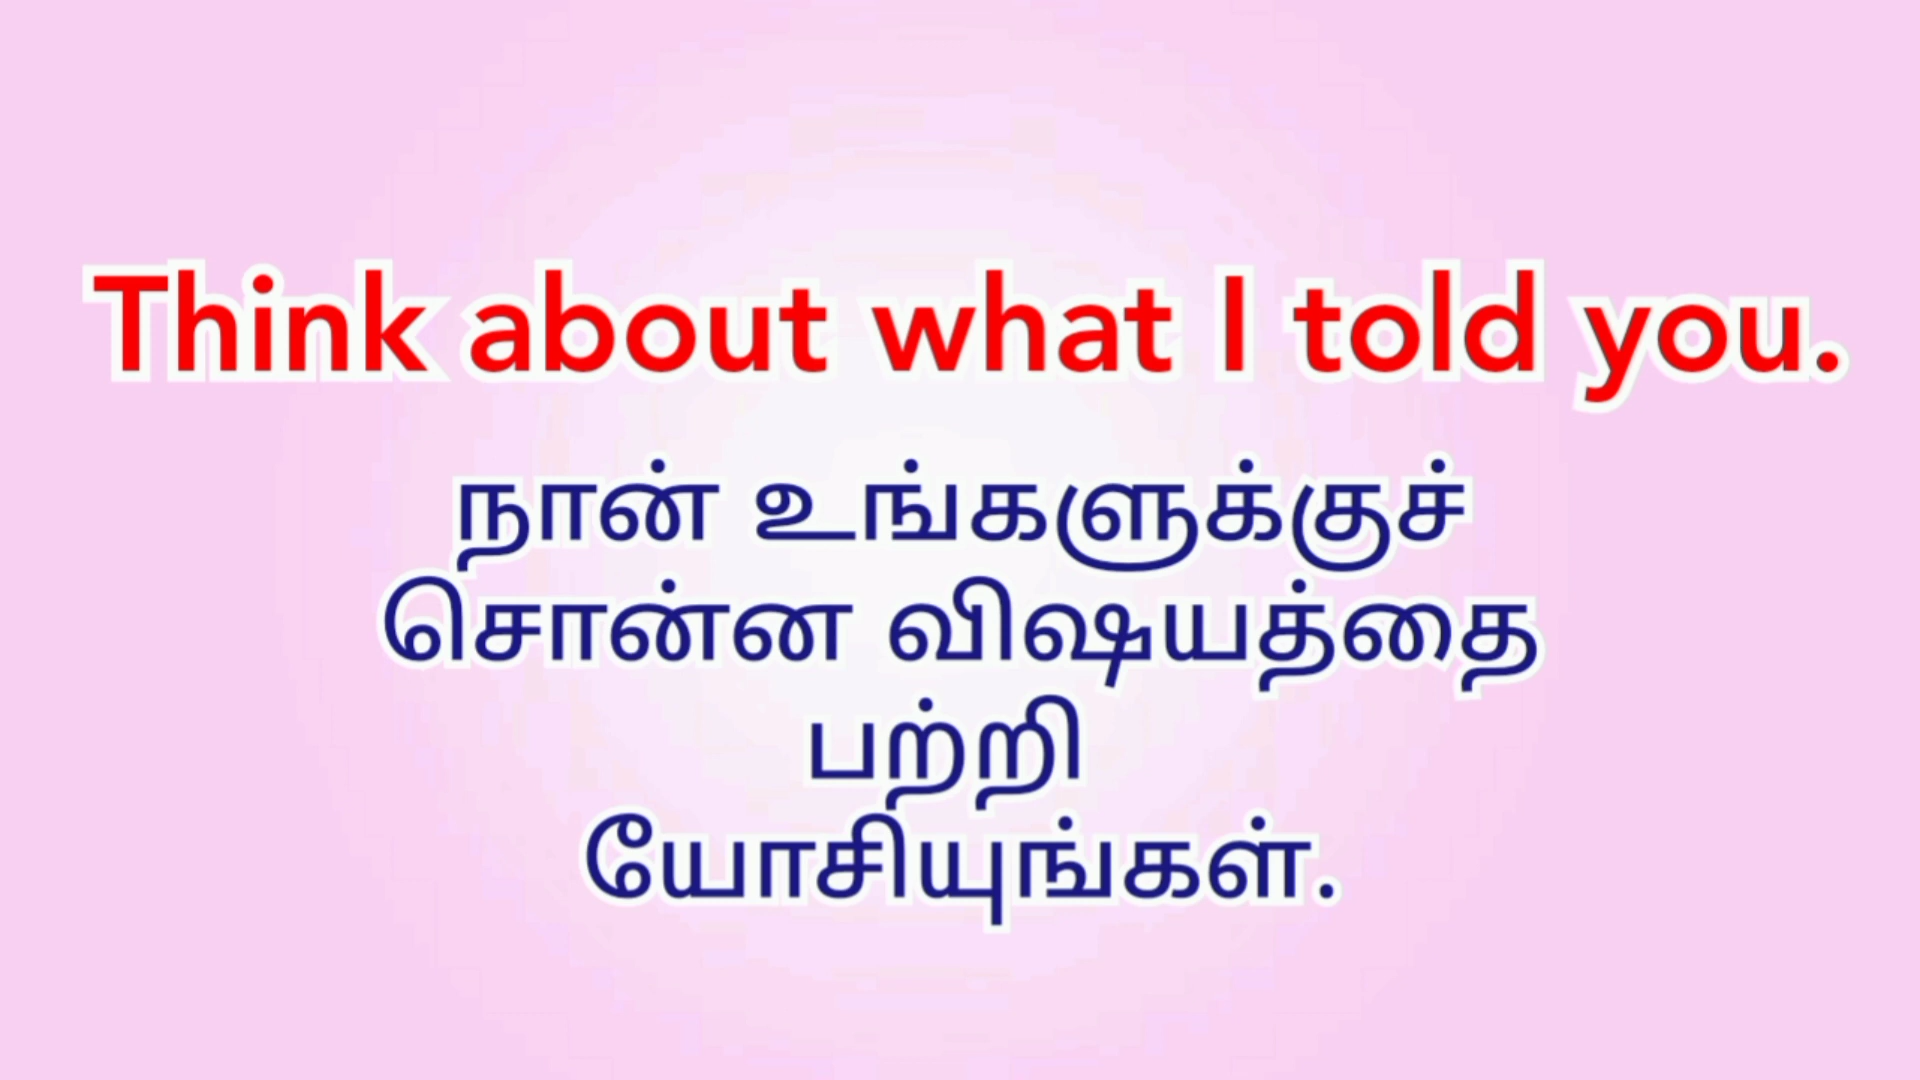 Think about what I told you.
நான் உங்களுக்குச்
சொன்ன விஷயத்தை
பற்றி
யோசியுங்கள்.